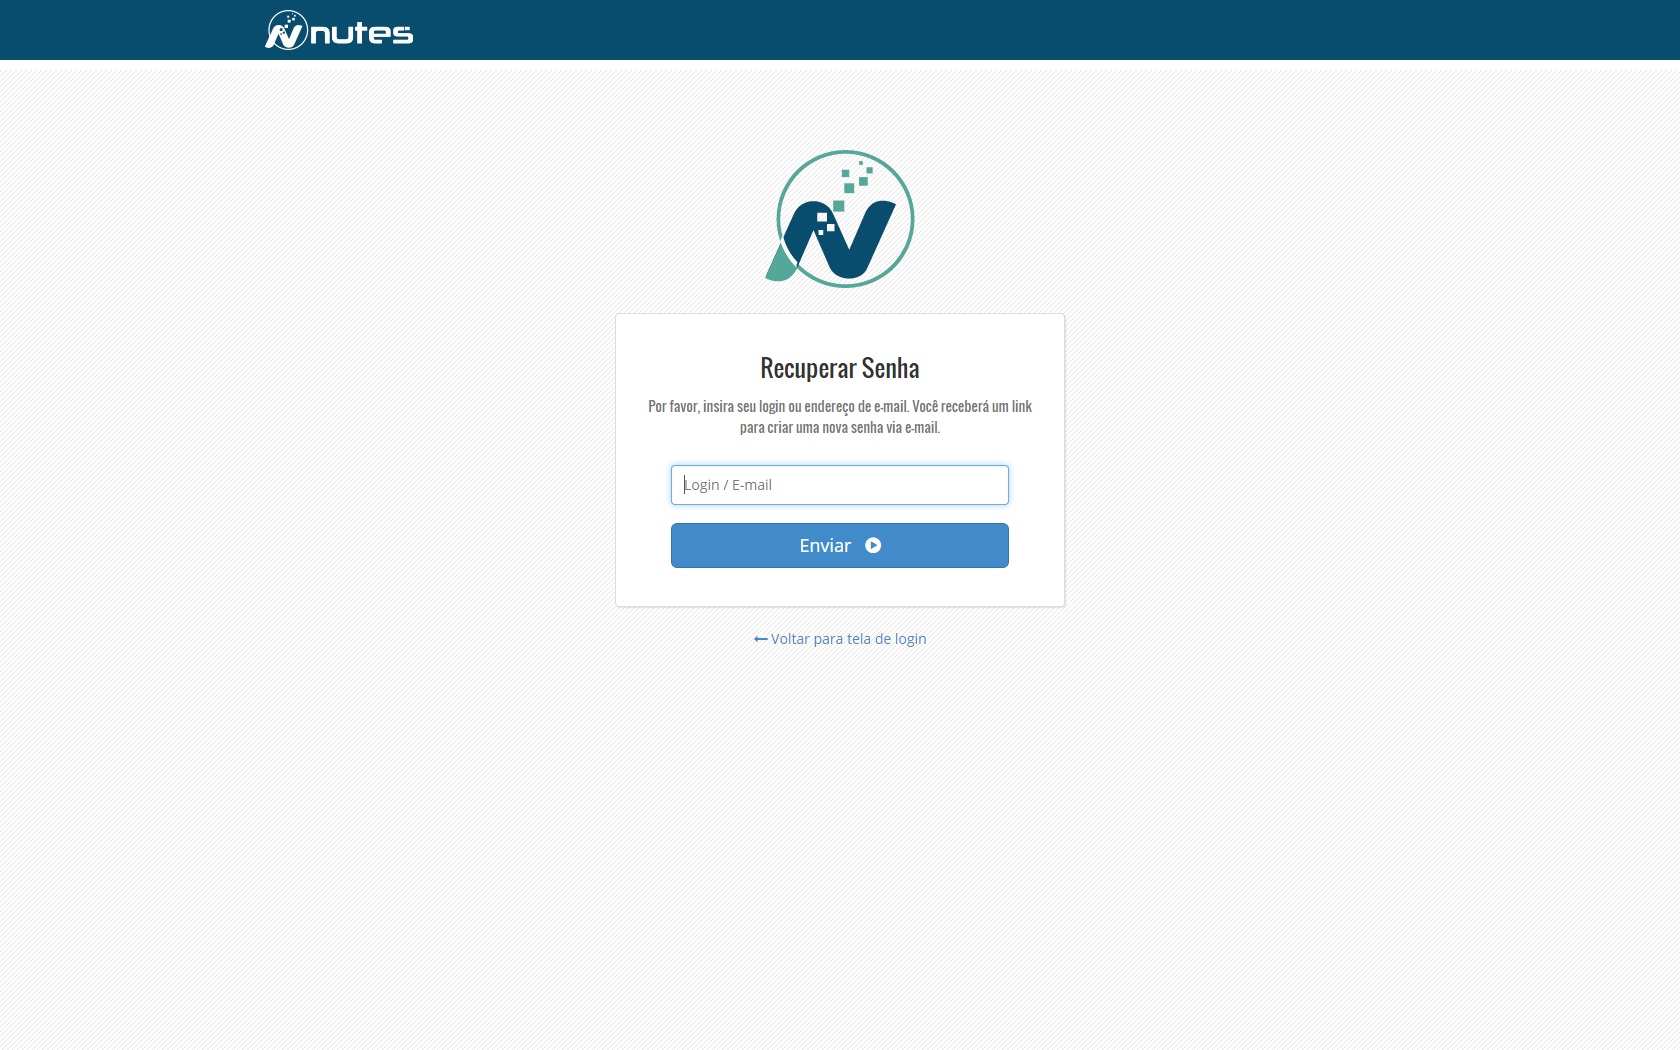 nutes
Recuperar Senha
Por favor, insira seu login ou endereço de e-mail. Você receberá um link
para criar uma nova senha via e-mail.
Login / E-mail
Enviar
Voltar para tela de login